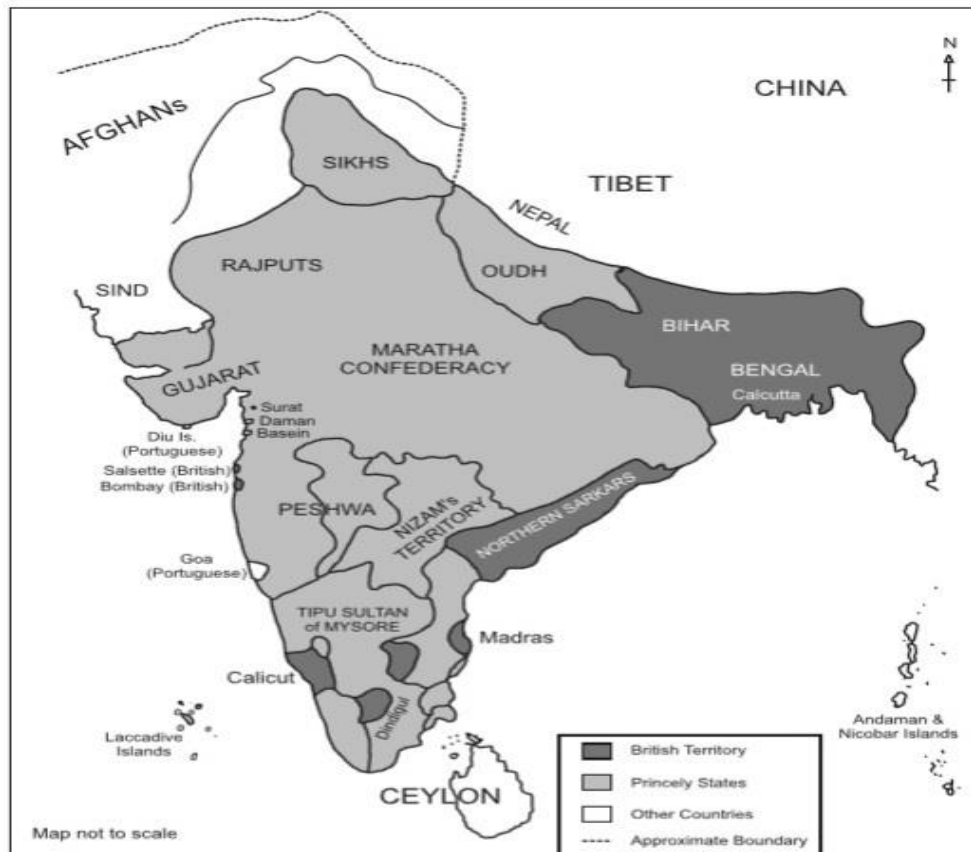 N
CHINA
AFGHANs
SIKHS
TIBET
NEPAL
RAJPUTS
OUDH
SIND
BIHAR
MARATHA
CONFEDERACY
BENGAL
GUJARAT
Calcutta
Surat
Daman
Basein
Diu Is.
(Portuguese)
Salsette (British)
Bombay (British)
PESHWA
NIZAM's
TERRITORY
NORTHERN SARKARS
Goa
(Portuguese)
TIPU SULTAN
of MYSORE
Madras
Calicut
Dindigul
Laccadive
Islands
Andaman &
Nicobar Islands
CEYLON
British Territory
Princely States
Other Countries
Approximate Boundary
Map not to scale